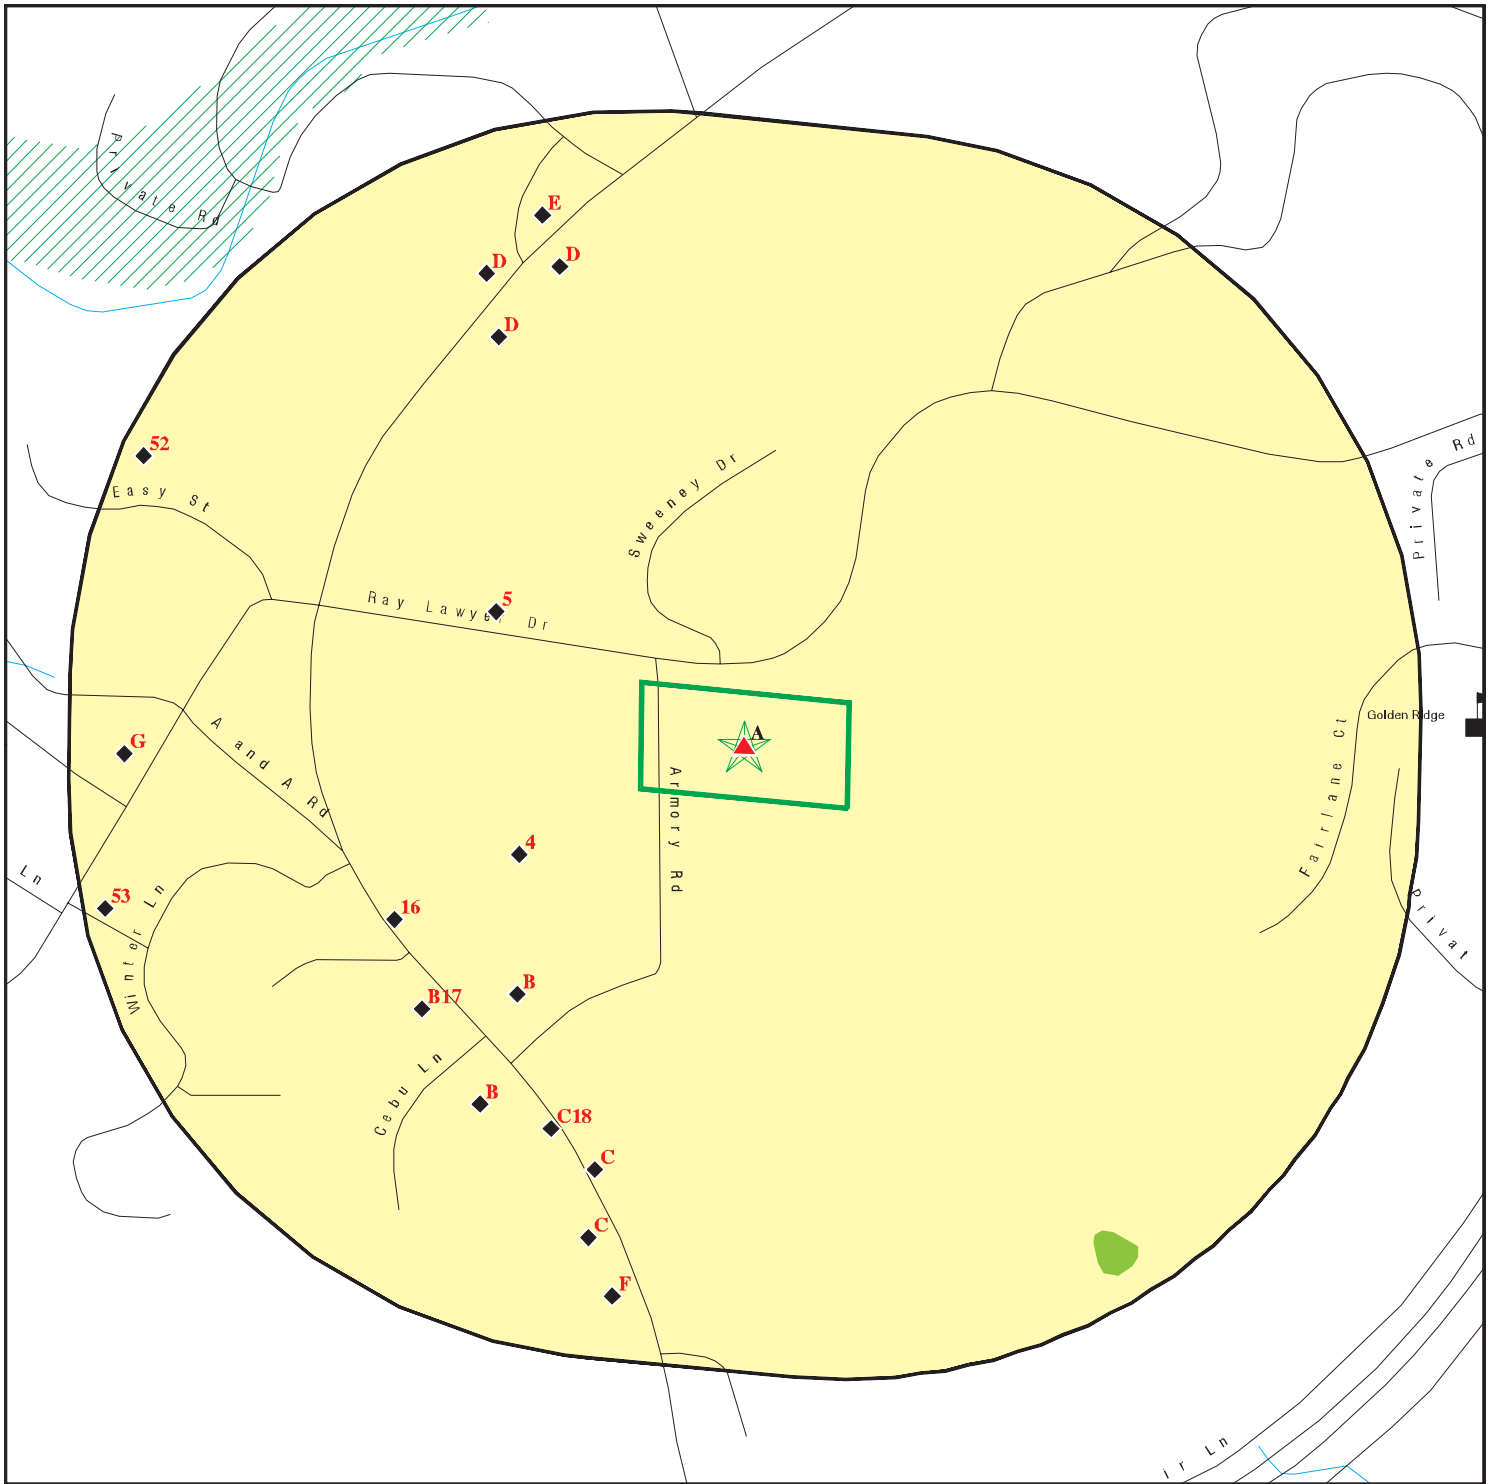 Private Rd
E
D
D
D
52
Easy St
Sweeney Dr
Private Rd
Ray Lawyer Dr
5
A and A Rd
G
A
Golden Ridge
Fairlane Ct
Armory Rd
4
Ln
53
Winter Ln
16
Privat
B
B17
Cebu Ln
B
C18
C
C
F
ir Ln